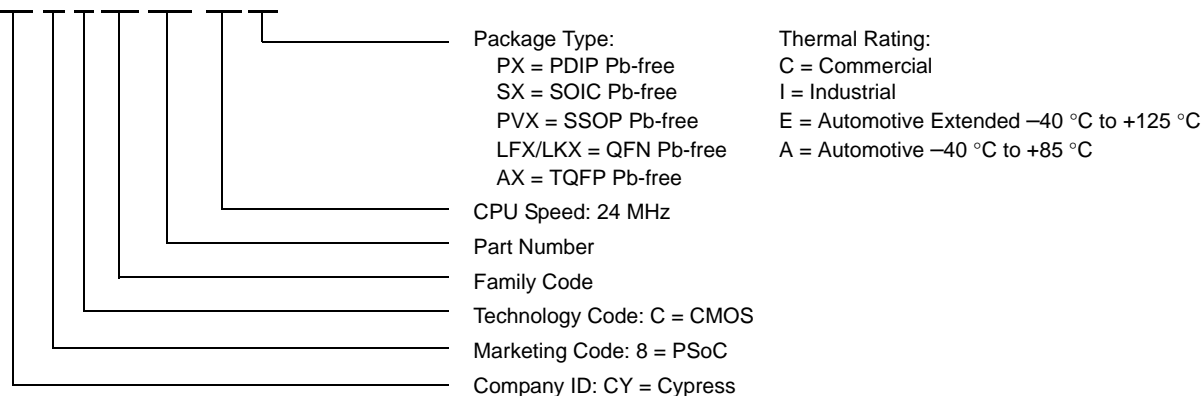 Package Type:
PX = PDIP Pb-free
SX = SOIC Pb-free
PVX = SSOP Pb-free
LFX/LKX = QFN Pb-free
AX = TQFP Pb-free
Thermal Rating:
C = Commercial
I = Industrial
E = Automotive Extended –40 °C to +125 °C
A = Automotive –40 °C to +85 °C
CPU Speed: 24 MHz
Part Number
Family Code
Technology Code: C = CMOS
Marketing Code: 8 = PSoC
Company ID: CY = Cypress